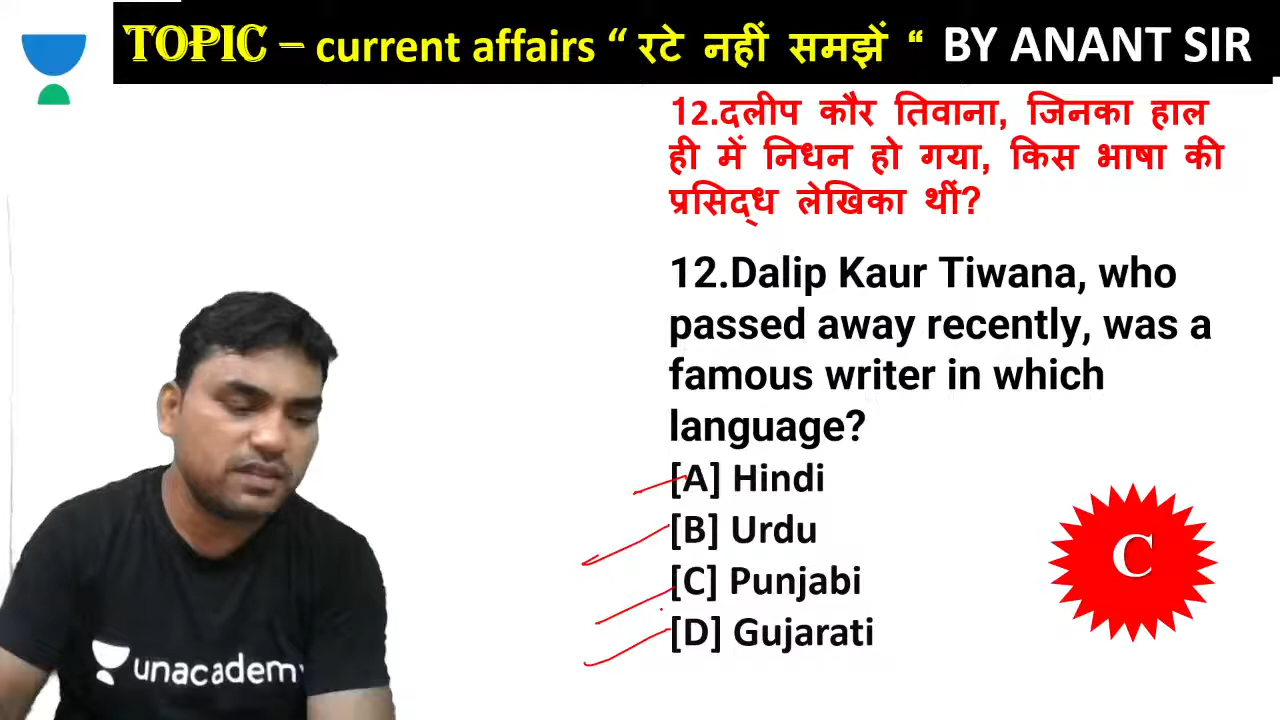 TOPIC – current affairs “ रटे नहीं समझें “ BY ANANT SIR
12.दलीप कौर तिवाना, जिनका हाल
ही में निधन हो गया, किस भाषा की
प्रसिद्ध लेखिका थीं?
12.Dalip Kaur Tiwana, who
passed away recently, was a
famous writer in which
language?
[A] Hindi
[B] Urdu
[C] Punjabi
[D] Gujarati
C
unacademy